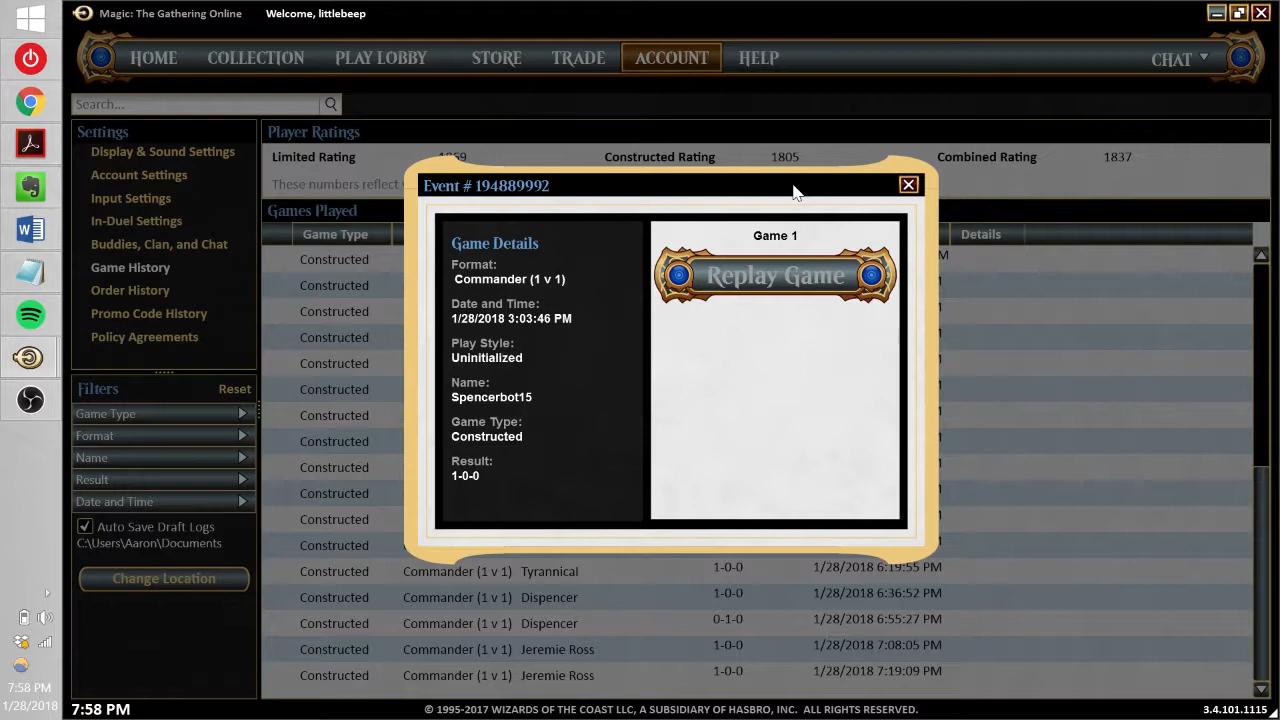 Magic: The Gathering Online Welcome, littlebeep
HOME COLLECTION PLAY LOBBY STORE TRADE ACCOUNT HELP CHAT
Search...
Settings
Display & Sound Settings
Account Settings
Input Settings
In-Duel Settings
Buddies, Clan, and Chat
Game History
Order History
Promo Code History
Policy Agreements
Filters Reset
Game Type
Format
Name
Result
Date and Time
Auto Save Draft Logs
C:\Users\Aaron\Documents
Change Location
Player Ratings
Limited Rating Constructed Rating 1805 Combined Rating 1837
These numbers reflect
Games Played
Game Type Details
Constructed
Constructed
Constructed
Constructed
Constructed
Constructed
Constructed
Constructed
Constructed
Constructed
Constructed
Constructed
Constructed Commander (1 v 1) Tyrannical 1-0-0 1/28/2018 6:19:55 PM
Constructed Commander (1 v 1) Dispencer 1-0-0 1/28/2018 6:36:52 PM
Constructed Commander (1 v 1) Dispencer 0-1-0 1/28/2018 6:55:27 PM
Constructed Commander (1 v 1) Jeremie Ross 1-0-0 1/28/2018 7:08:05 PM
Constructed Commander (1 v 1) Jeremie Ross 1-0-0 1/28/2018 7:19:09 PM
Event # 194889992
Game Details
Format:
Commander (1 v 1)
Date and Time:
1/28/2018 3:03:46 PM
Play Style:
Uninitialized
Name:
Spencerbot15
Game Type:
Constructed
Result:
1-0-0
Game 1
Replay Game
7:58 PM
1/28/2018
7:58 PM © 1995-2017 WIZARDS OF THE COAST LLC, A SUBSIDIARY OF HASBRO, INC. ALL RIGHTS RESERVED. 3.4.101.1115